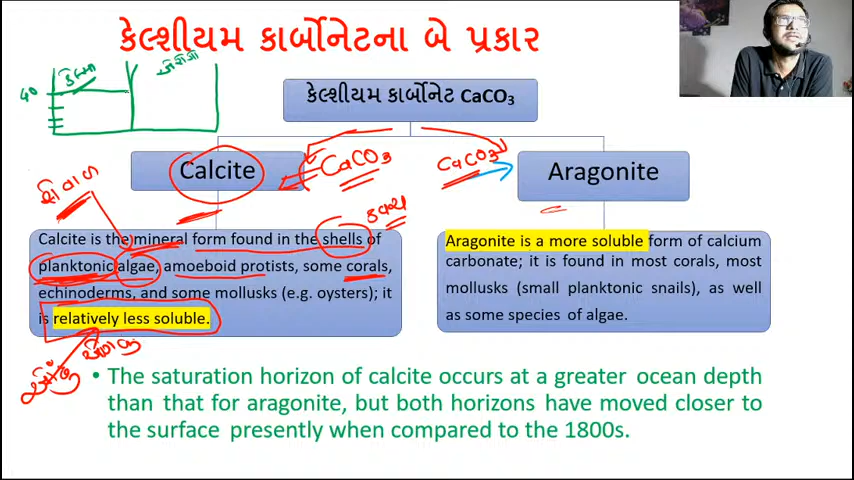 કેલ્શીયમ કાર્બોનેટના બે પ્રકાર
કેલ્શીયમ કાર્બોનેટ CaCO₃
Calcite
CaCO₃
CaCO₃
Aragonite
Calcite is the mineral form found in the shells of
planktonic algae, amoeboid protists, some corals,
echinoderms, and some mollusks (e.g. oysters); it
is relatively less soluble.
Aragonite is a more soluble form of calcium
carbonate; it is found in most corals, most
mollusks (small planktonic snails), as well
as some species of algae.
• The saturation horizon of calcite occurs at a greater ocean depth
than that for aragonite, but both horizons have moved closer to
the surface presently when compared to the 1800s.